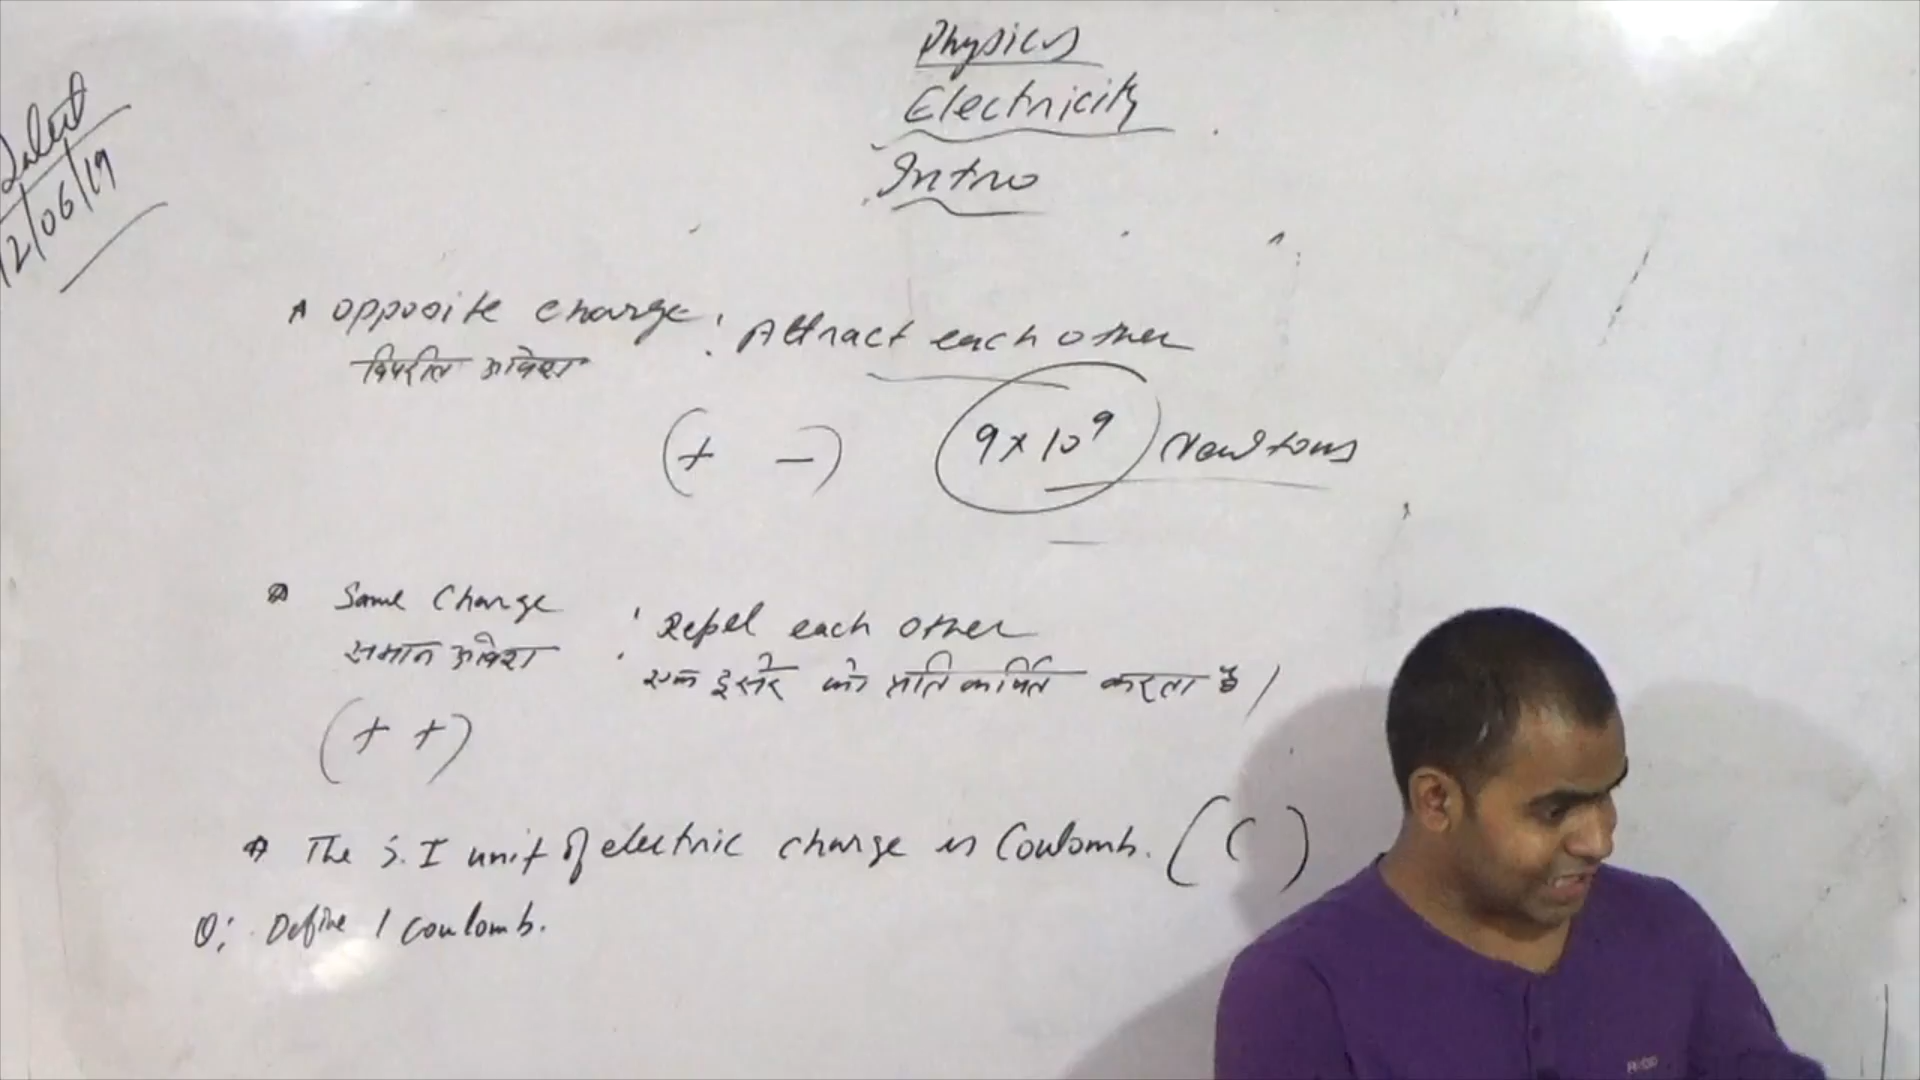 Physics
Electricity
Intro
12/06/19
opposite charge : Attract each other
विपरीत आवेश
(+ -) 9 x 10⁹ Newtons
Same Charge : Repel each other
समान आवेश एक दूसरे को प्रतिकर्षित करता है।
(+ +)
The S.I unit of electric charge is Coulomb. ( C )
Q: Define 1 Coulomb.